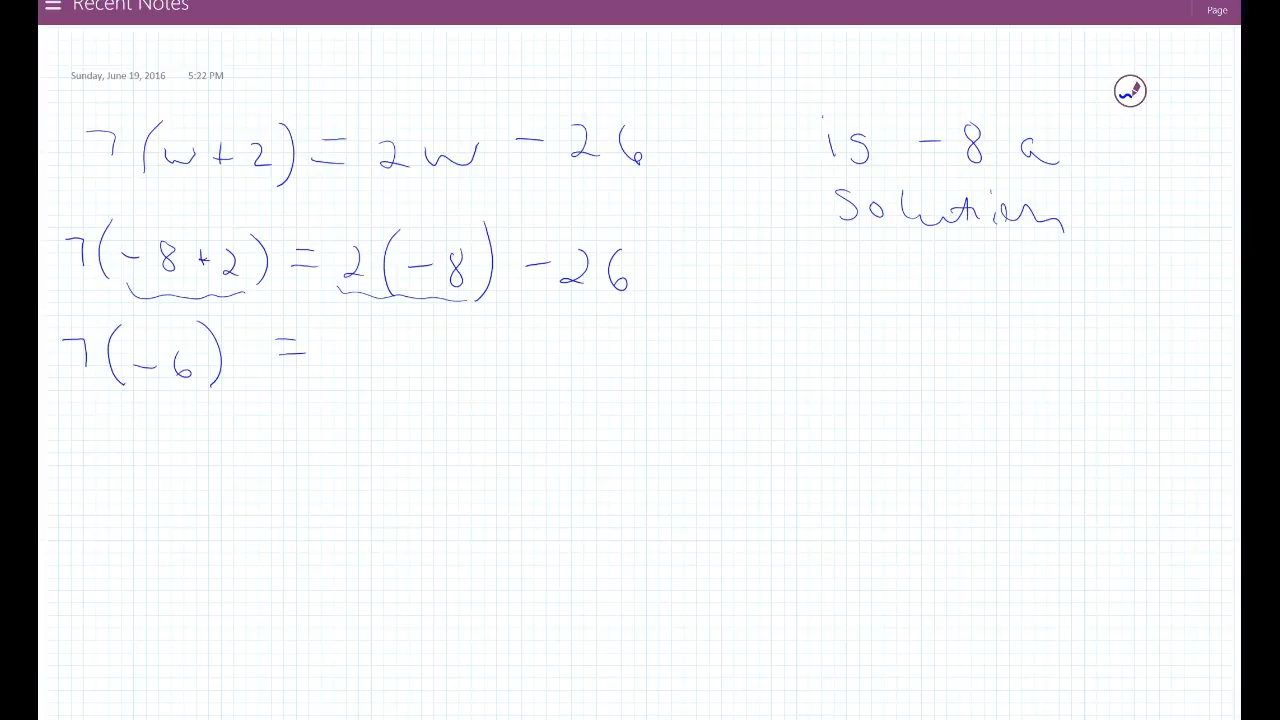 Recent Notes
Page
Sunday, June 19, 2016 5:22 PM
7(w+2) = 2w - 26
is -8 a
solution
7(-8+2) = 2(-8) - 26
7(-6) =